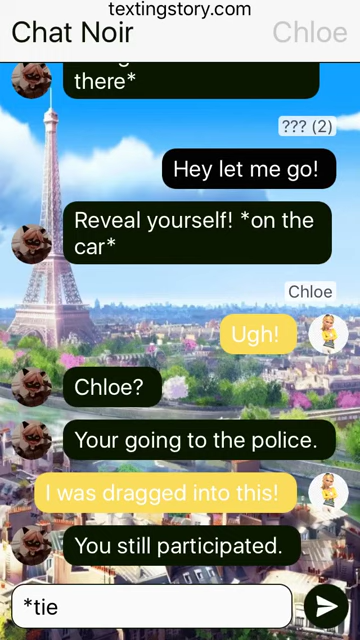 textingstory.com
Chat Noir
Chloe
there*
??? (2)
Hey let me go!
Reveal yourself! *on the
car*
Chloe
Ugh!
Chloe?
Your going to the police.
I was dragged into this!
You still participated.
*tie